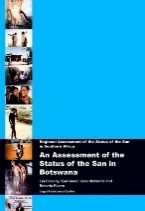 Regional Assessment of the Status of the San
in Southern Africa
An Assessment of the
Status of the San in
Botswana
Legal Assistance Centre